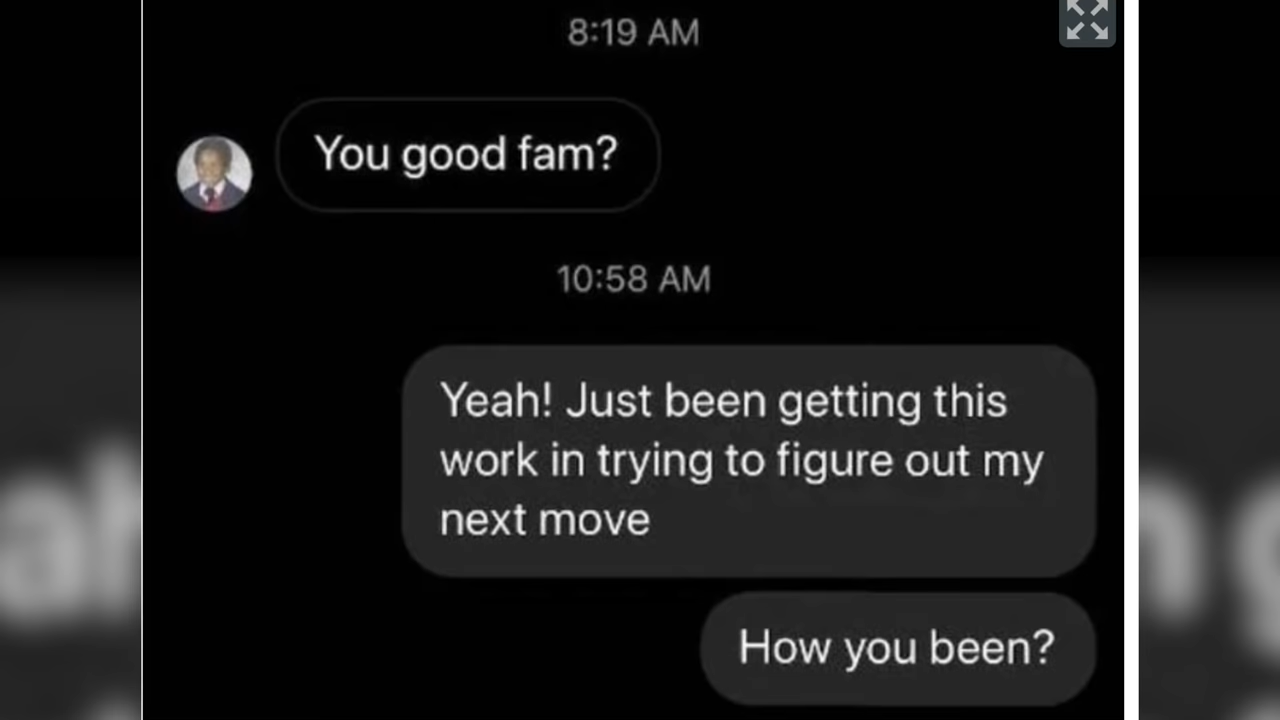 8:19 AM
You good fam?
10:58 AM
Yeah! Just been getting this
work in trying to figure out my
next move
How you been?